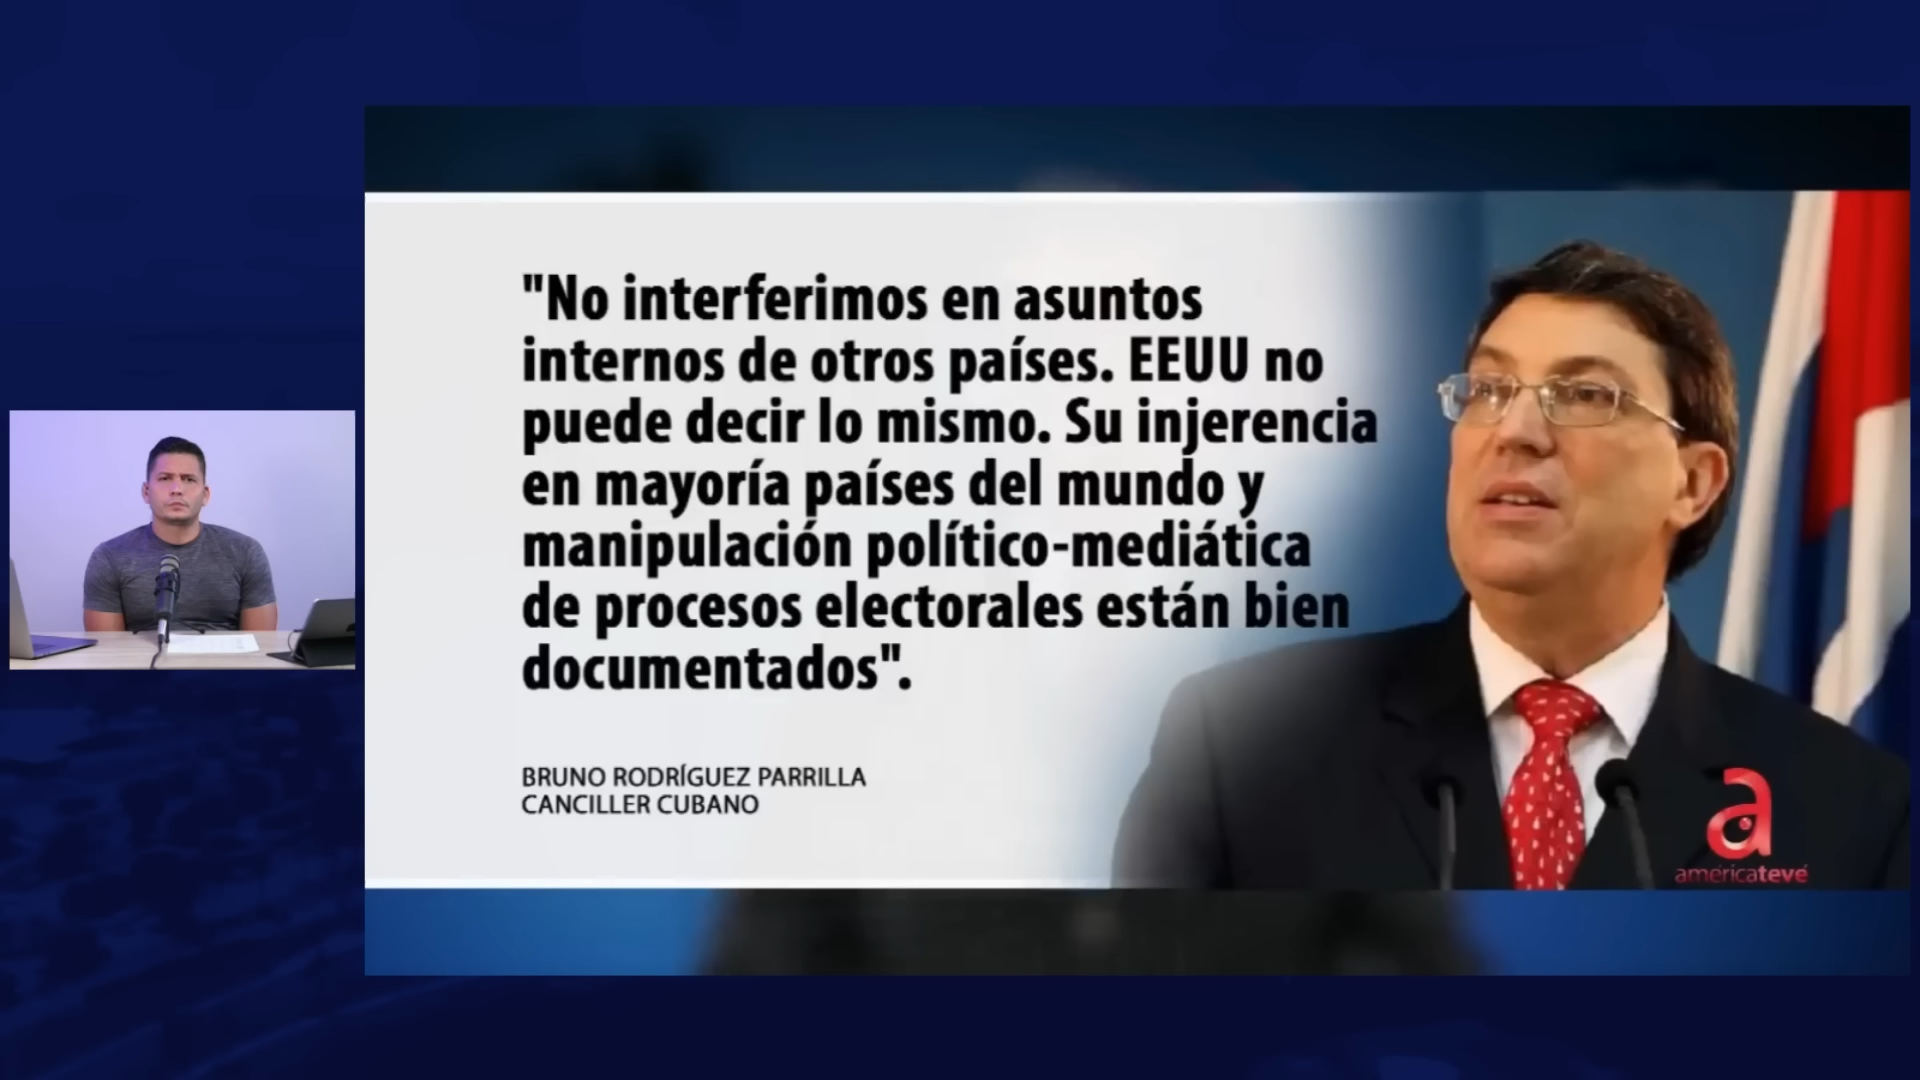 "No interferimos en asuntos
internos de otros países. EEUU no
puede decir lo mismo. Su injerencia
en mayoría países del mundo y
manipulación político-mediática
de procesos electorales están bien
documentados".
BRUNO RODRÍGUEZ PARRILLA
CANCILLER CUBANO
a
américatevé